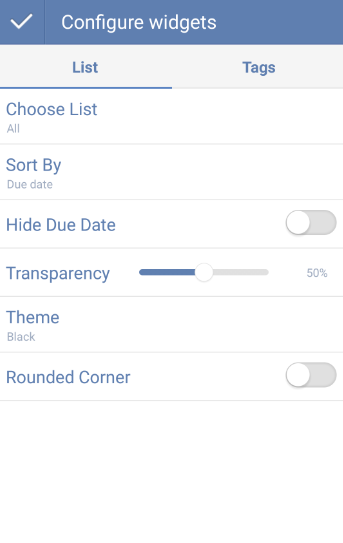 Configure widgets
List Tags
Choose List
All
Sort By
Due date
Hide Due Date
Transparency 50%
Theme
Black
Rounded Corner